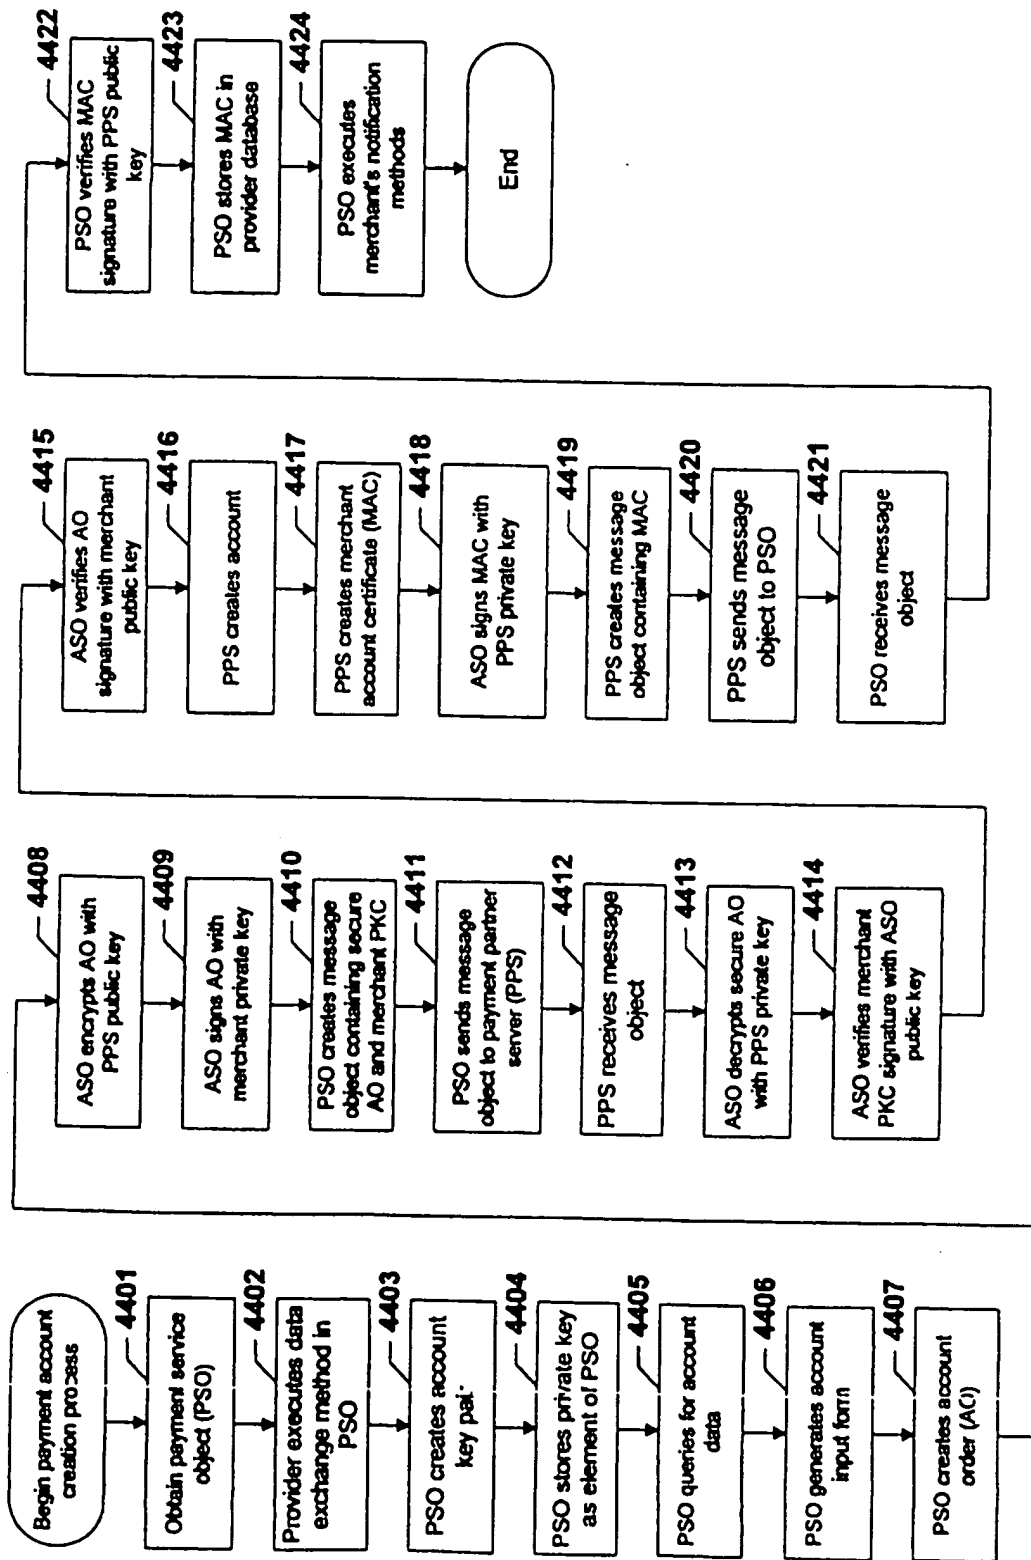 Begin payment account
creation process
4401
Obtain payment service
object (PSO)
4402
Provider executes data
exchange method in
PSO
4403
PSO creates account
key pair
4404
PSO stores private key
as element of PSO
4405
PSO queries for account
data
4406
PSO generates account
input form
4407
PSO creates account
order (AO)
4408
ASO encrypts AO with
PPS public key
4409
ASO signs AO with
merchant private key
4410
PSO creates message
object containing secure
AO and merchant PKC
4411
PSO sends message
object to payment partner
server (PPS)
4412
PPS receives message
object
4413
ASO decrypts secure AO
with PPS private key
4414
ASO verifies merchant
PKC signature with ASO
public key
4415
ASO verifies AO
signature with merchant
public key
4416
PPS creates account
4417
PPS creates merchant
account certificate (MAC)
4418
ASO signs MAC with
PPS private key
4419
PPS creates message
object containing MAC
4420
PPS sends message
object to PSO
4421
PSO receives message
object
4422
PSO verifies MAC
signature with PPS public
key
4423
PSO stores MAC in
provider database
4424
PSO executes
merchant's notification
methods
End